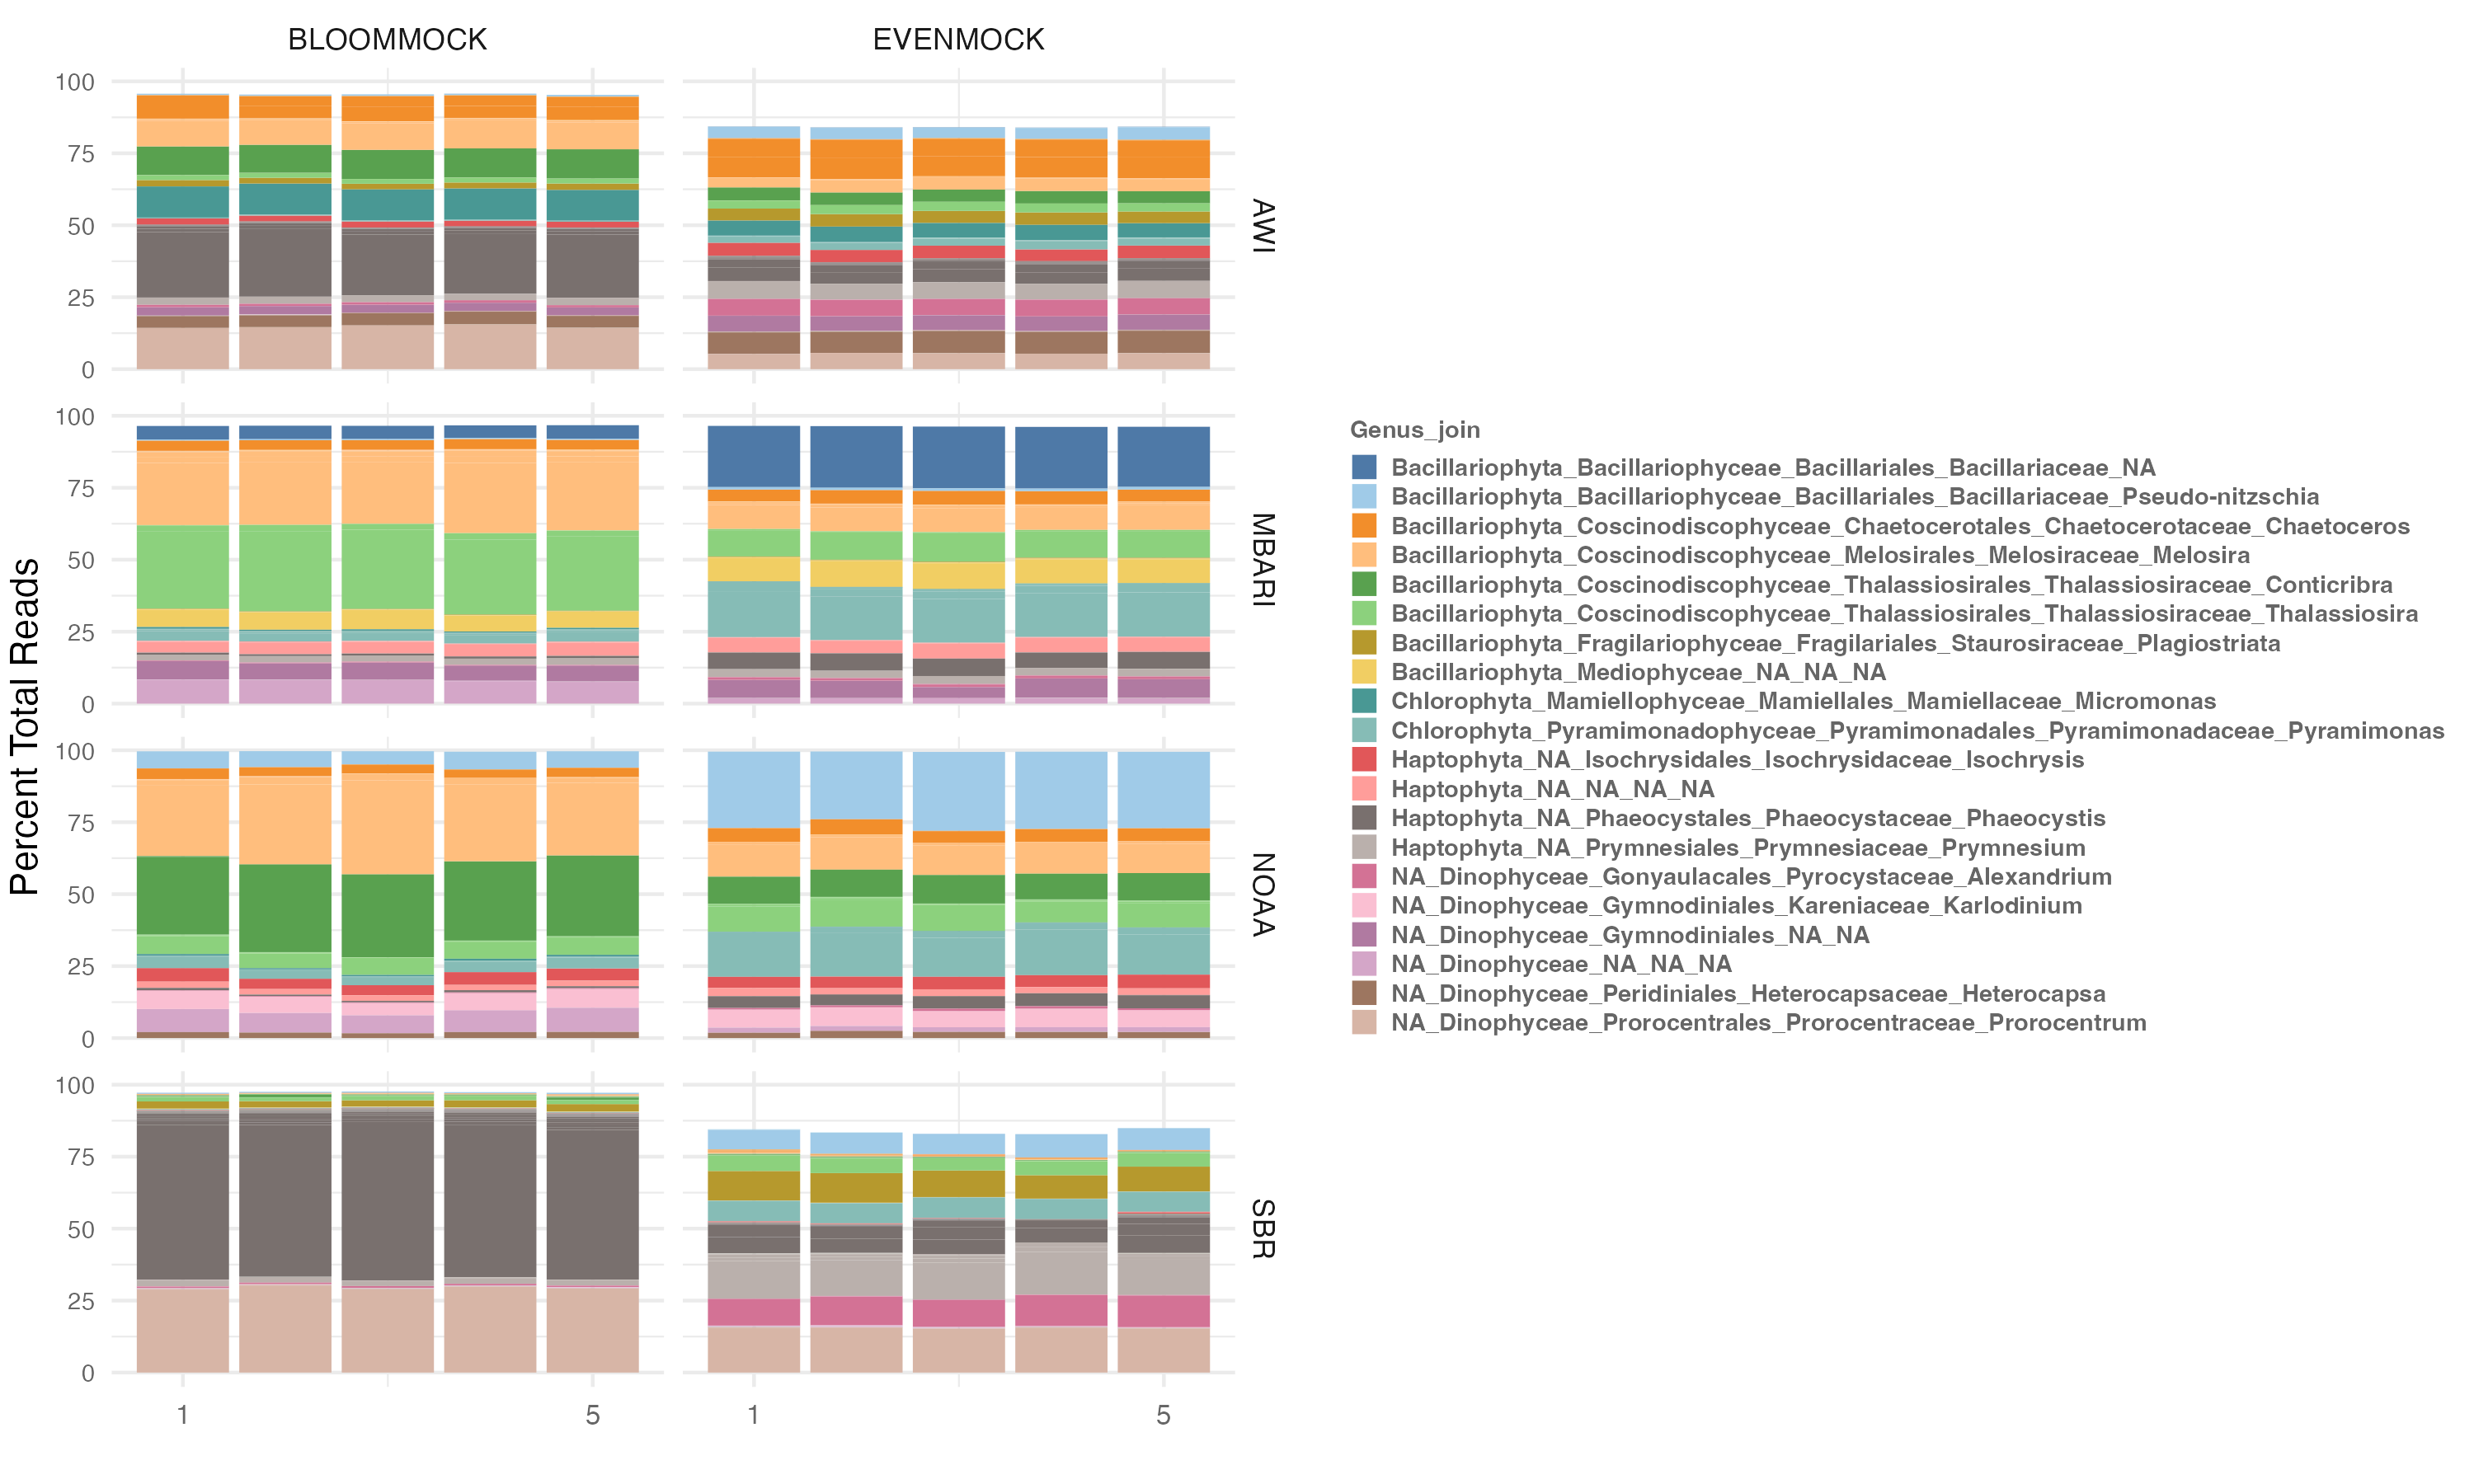 BLOOMMOCK EVENMOCK
100
75
50
25
0
AWI
100
75
50
25
0
MBARI
100
75
50
25
0
NOAA
100
75
50
25
0
SBR
1 5 1 5
Percent Total Reads
Genus_join
Bacillariophyta_Bacillariophyceae_Bacillariales_Bacillariaceae_NA
Bacillariophyta_Bacillariophyceae_Bacillariales_Bacillariaceae_Pseudo-nitzschia
Bacillariophyta_Coscinodiscophyceae_Chaetocerotales_Chaetocerotaceae_Chaetoceros
Bacillariophyta_Coscinodiscophyceae_Melosirales_Melosiraceae_Melosira
Bacillariophyta_Coscinodiscophyceae_Thalassiosirales_Thalassiosiraceae_Conticribra
Bacillariophyta_Coscinodiscophyceae_Thalassiosirales_Thalassiosiraceae_Thalassiosira
Bacillariophyta_Fragilariophyceae_Fragilariales_Staurosiraceae_Plagiostriata
Bacillariophyta_Mediophyceae_NA_NA_NA
Chlorophyta_Mamiellophyceae_Mamiellales_Mamiellaceae_Micromonas
Chlorophyta_Pyramimonadophyceae_Pyramimonadales_Pyramimonadaceae_Pyramimonas
Haptophyta_NA_Isochrysidales_Isochrysidaceae_Isochrysis
Haptophyta_NA_NA_NA_NA
Haptophyta_NA_Phaeocystales_Phaeocystaceae_Phaeocystis
Haptophyta_NA_Prymnesiales_Prymnesiaceae_Prymnesium
NA_Dinophyceae_Gonyaulacales_Pyrocystaceae_Alexandrium
NA_Dinophyceae_Gymnodiniales_Kareniaceae_Karlodinium
NA_Dinophyceae_Gymnodiniales_NA_NA
NA_Dinophyceae_NA_NA_NA
NA_Dinophyceae_Peridiniales_Heterocapsaceae_Heterocapsa
NA_Dinophyceae_Prorocentrales_Prorocentraceae_Prorocentrum